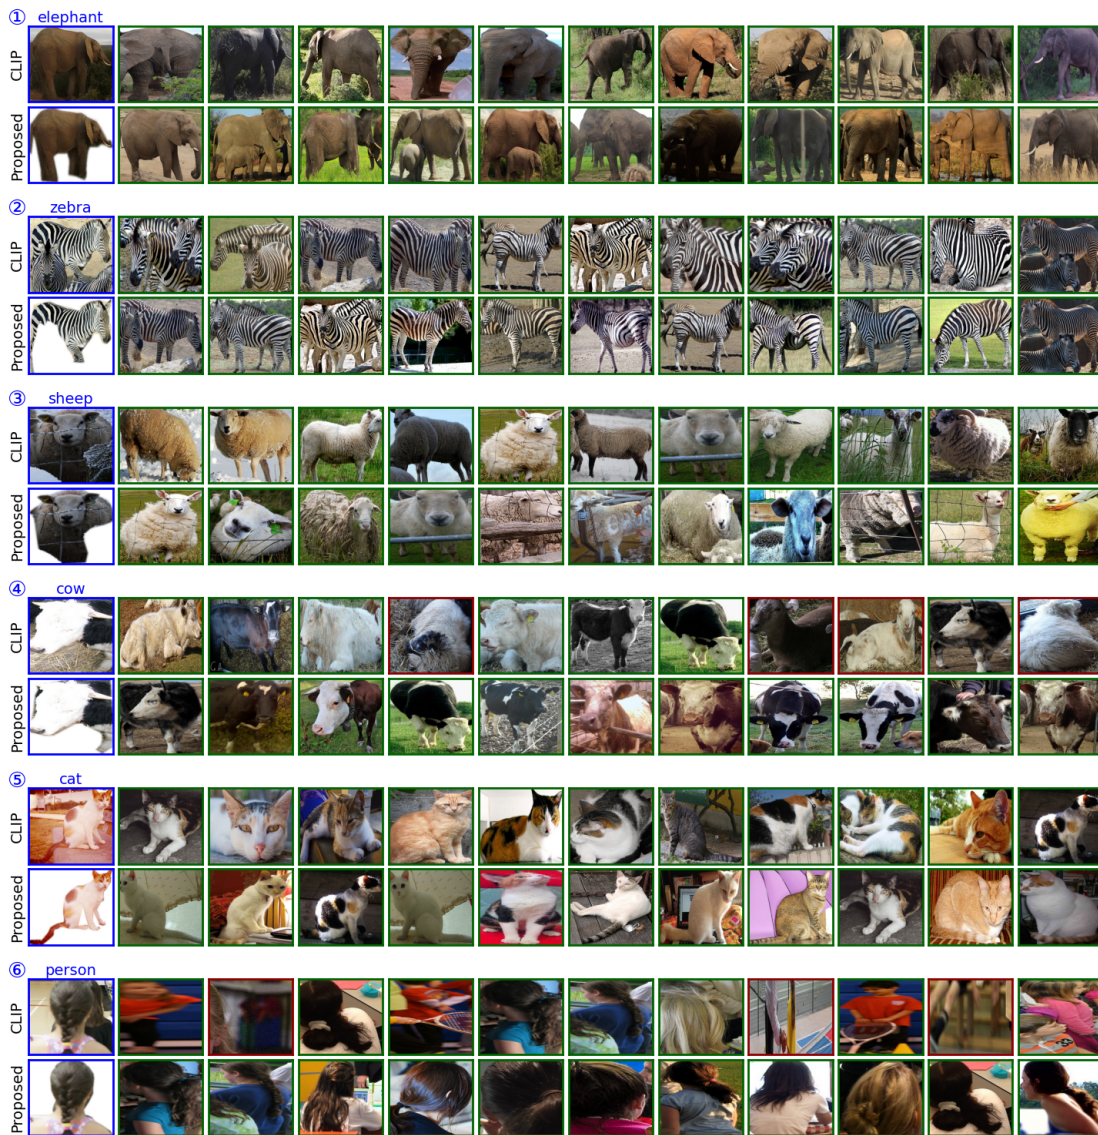 ① elephant
CLIP
Proposed
② zebra
CLIP
Proposed
③ sheep
CLIP
Proposed
④ cow
CLIP
Proposed
⑤ cat
CLIP
Proposed
⑥ person
CLIP
Proposed